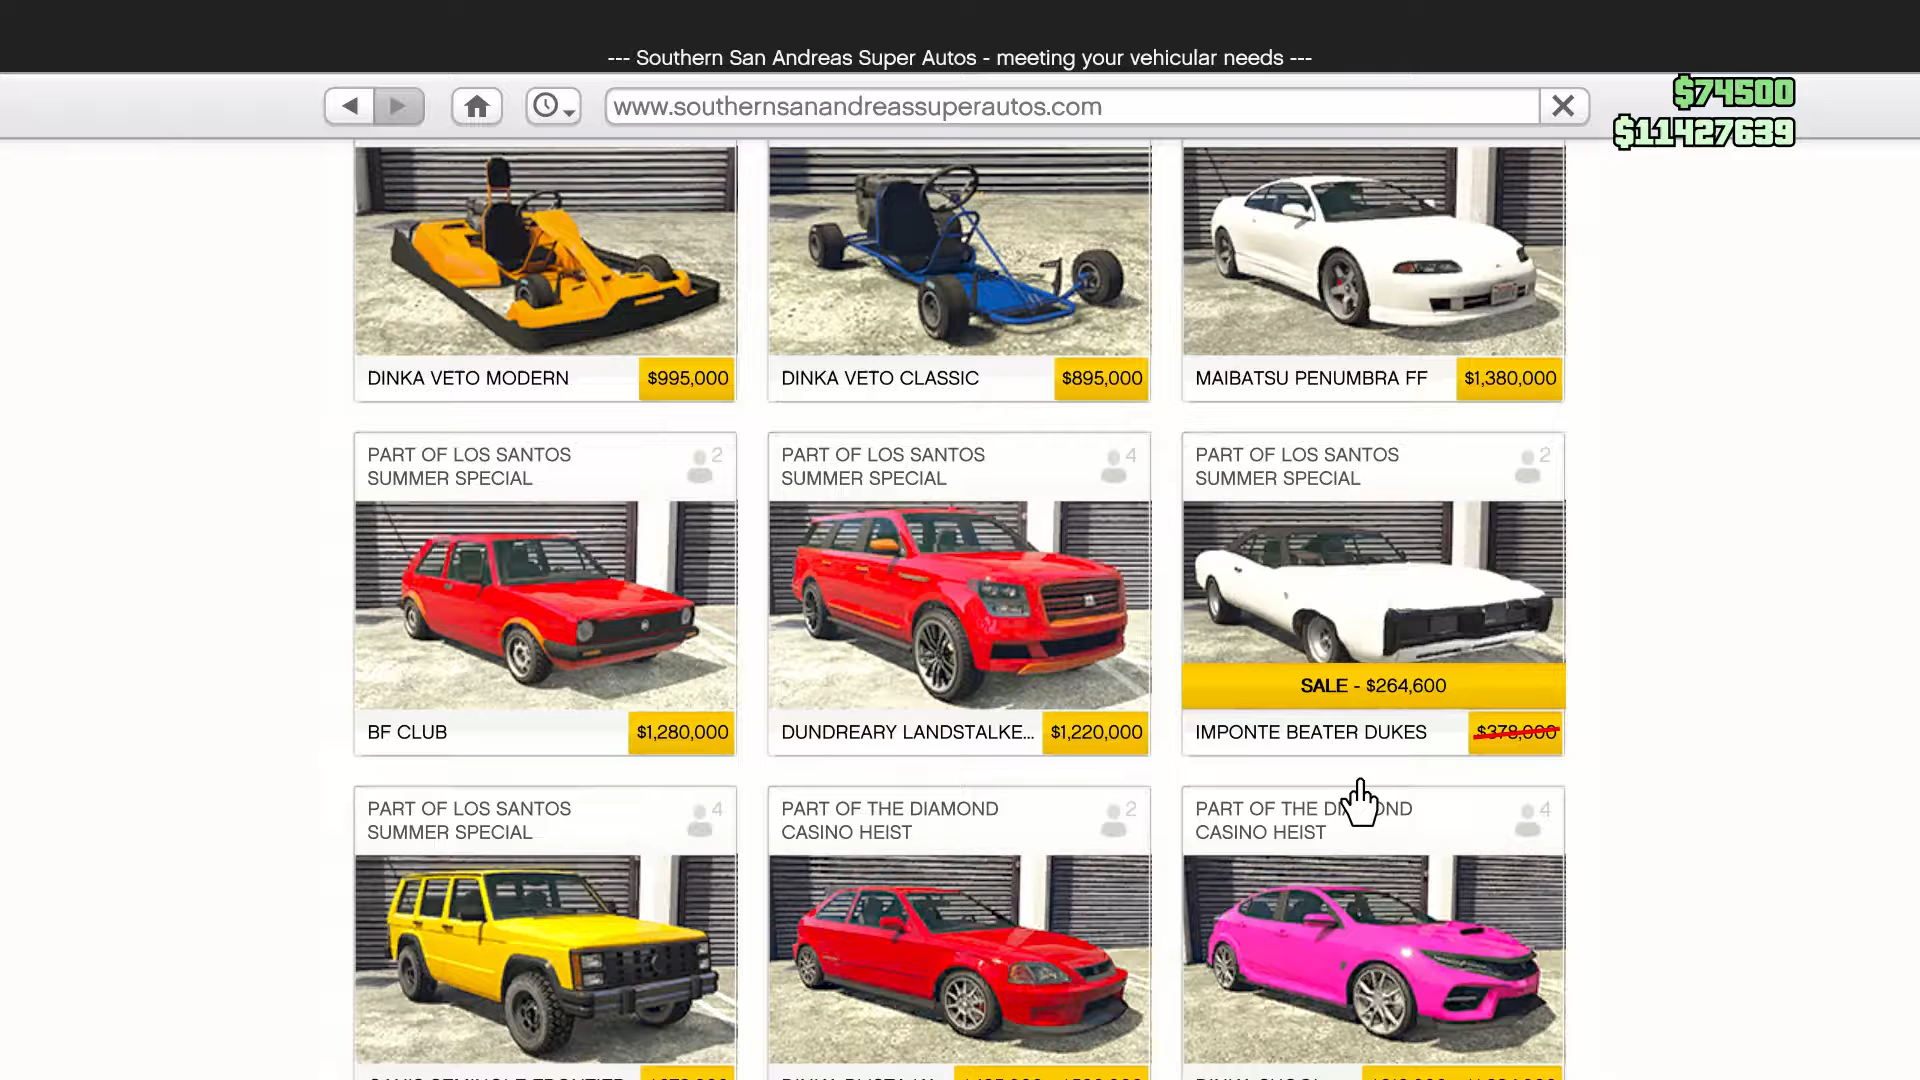 --- Southern San Andreas Super Autos - meeting your vehicular needs ---
www.southernsanandreassuperautos.com
$74500
$11427639
DINKA VETO MODERN $995,000
DINKA VETO CLASSIC $895,000
MAIBATSU PENUMBRA FF $1,380,000
PART OF LOS SANTOS
SUMMER SPECIAL
2
PART OF LOS SANTOS
SUMMER SPECIAL
4
PART OF LOS SANTOS
SUMMER SPECIAL
2
SALE - $264,600
BF CLUB $1,280,000
DUNDREARY LANDSTALKE... $1,220,000
IMPONTE BEATER DUKES $378,000
PART OF LOS SANTOS
SUMMER SPECIAL
4
PART OF THE DIAMOND
CASINO HEIST
2
PART OF THE
CASINO HEIST
4